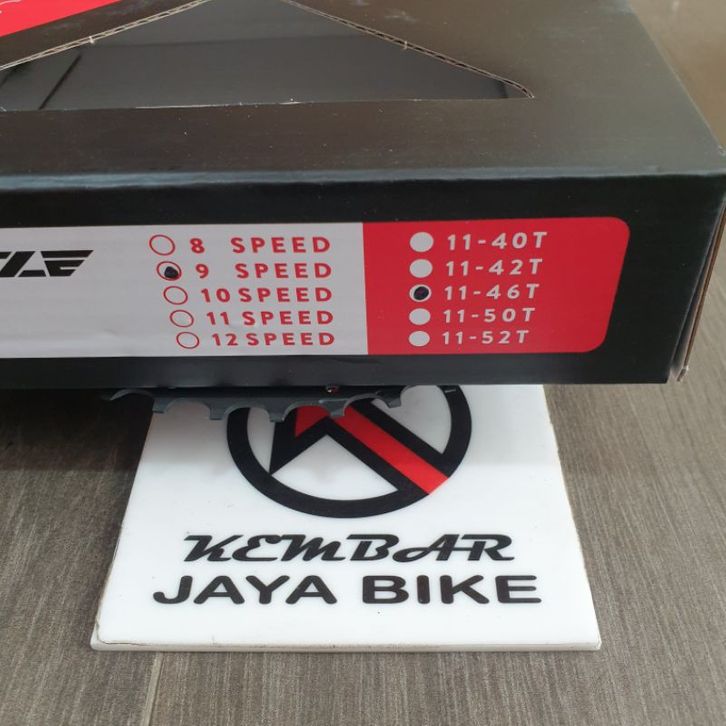 8 SPEED
9 SPEED
10 SPEED
11 SPEED
12 SPEED
11-40T
11-42T
11-46T
11-50T
11-52T
KEMBAR
JAYA BIKE